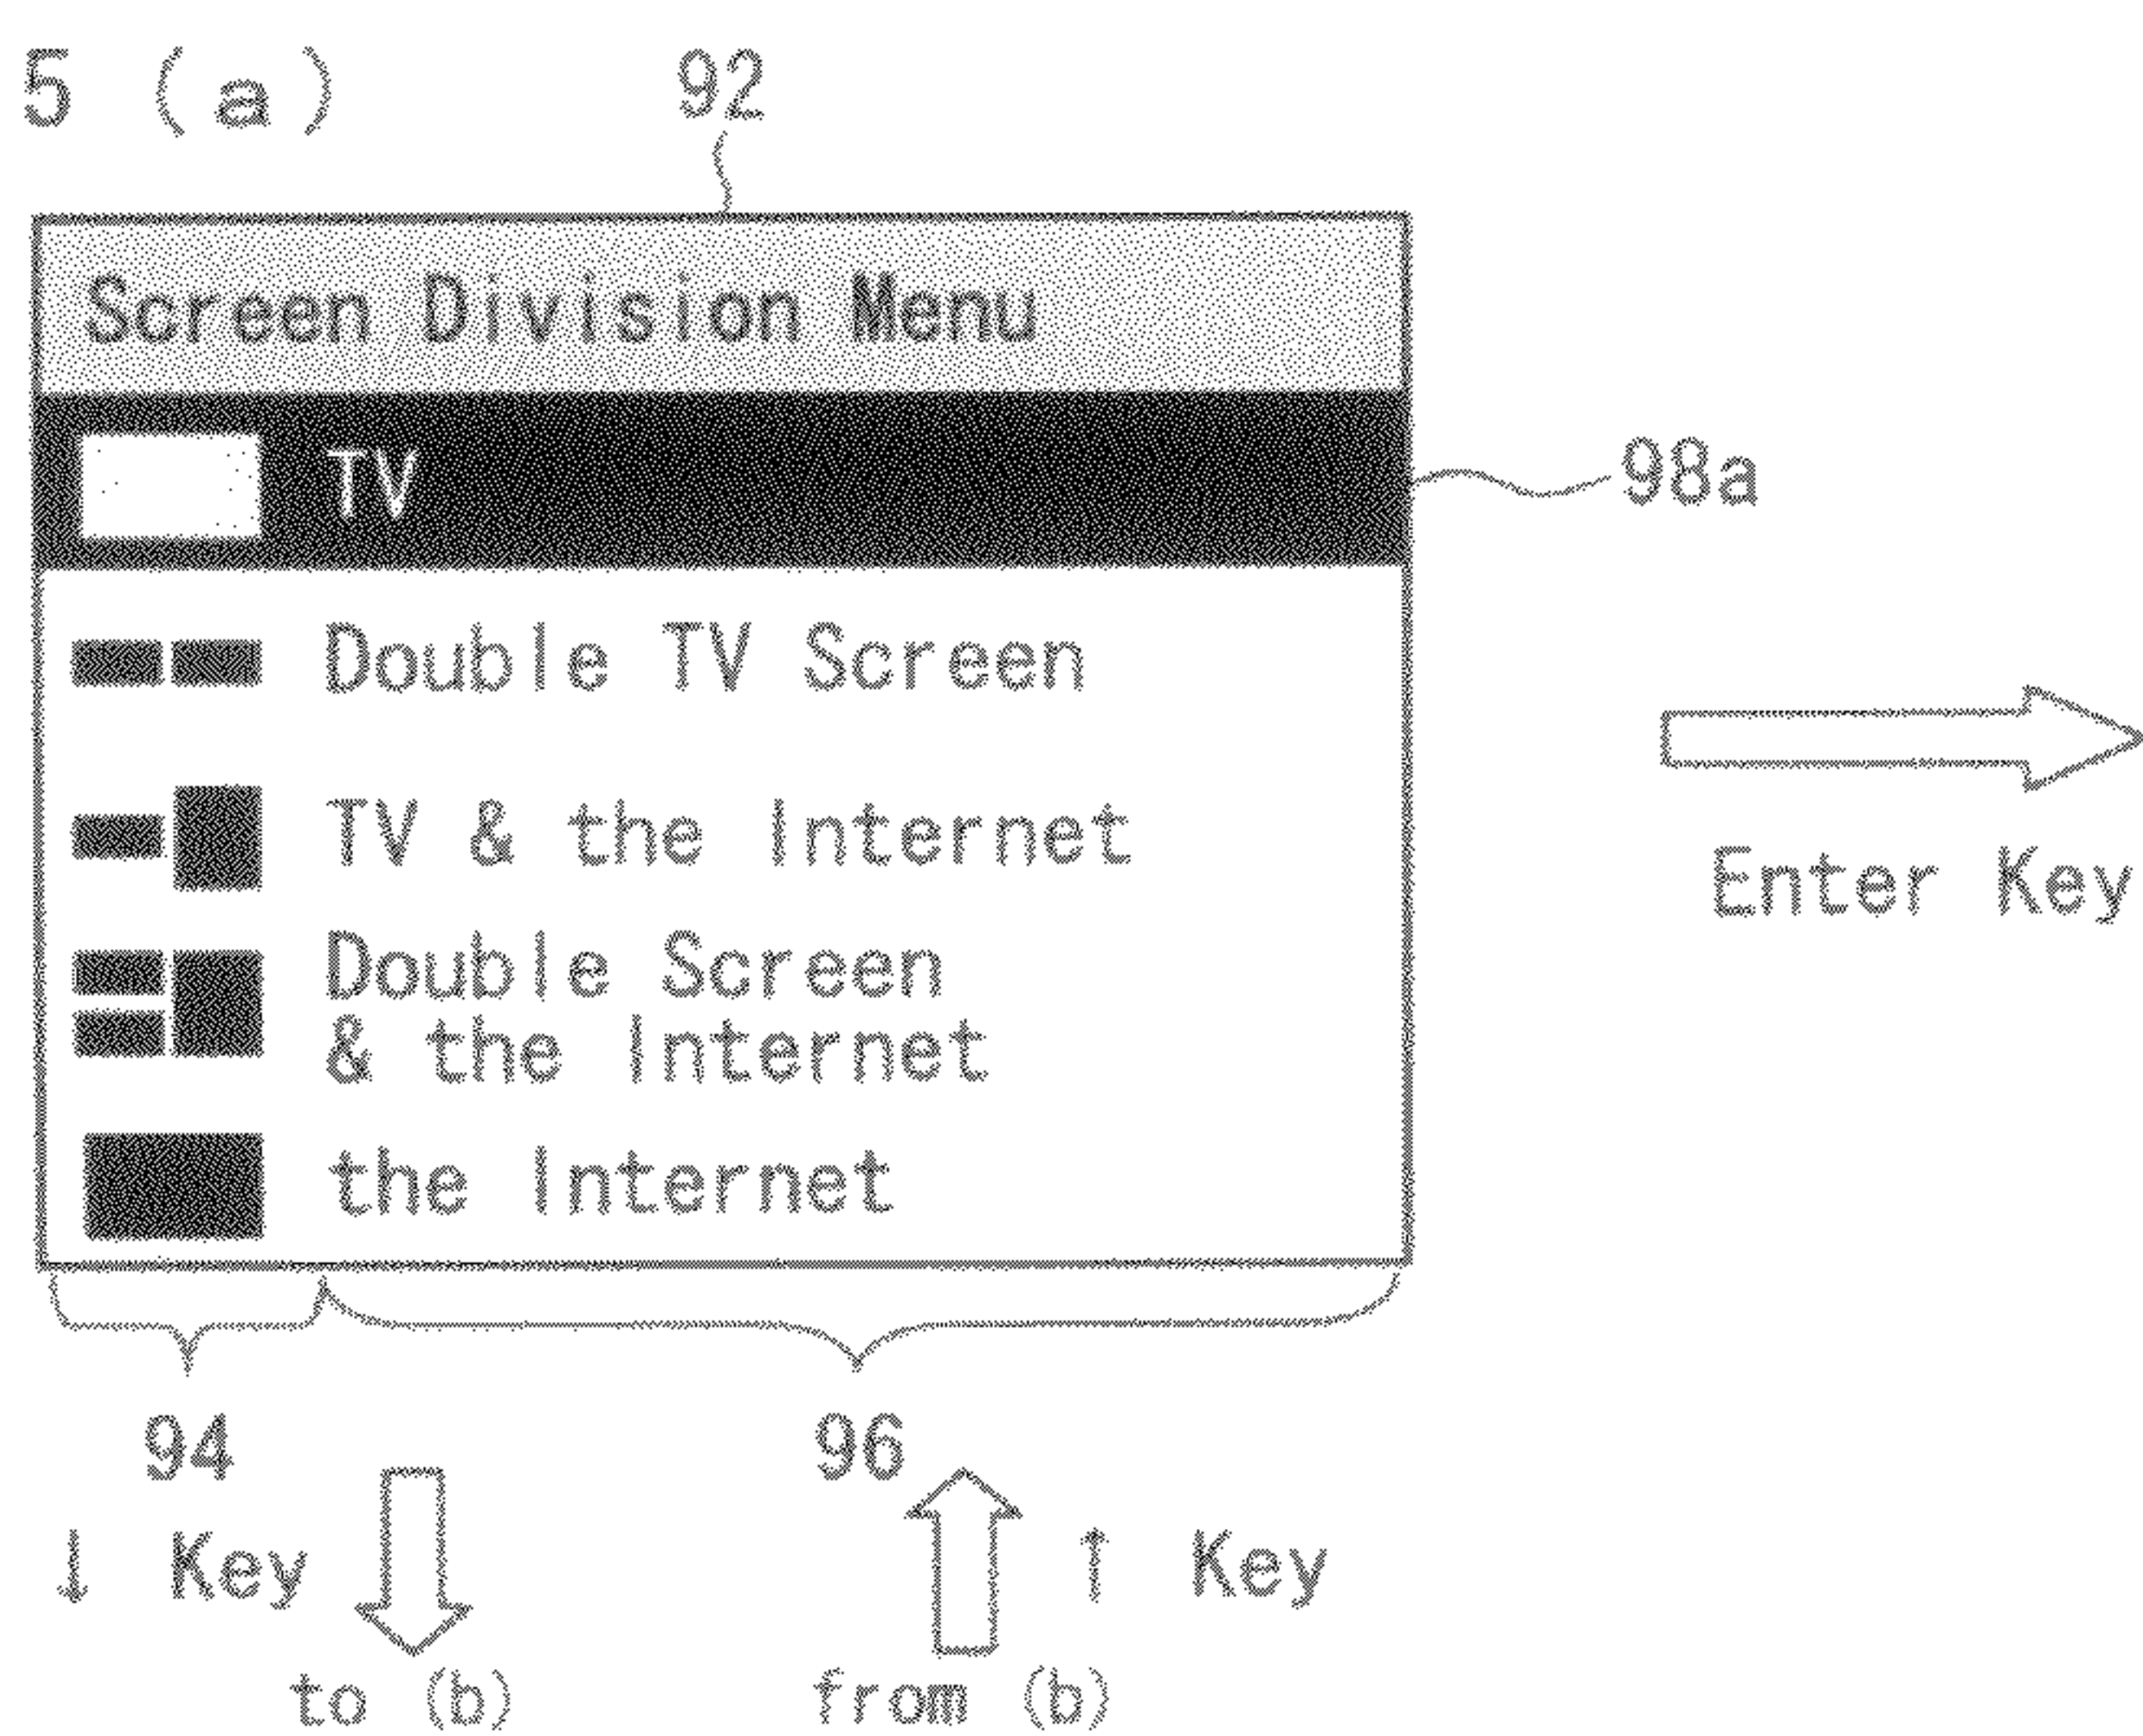 5 (a)
92
Screen Division Menu
TV
98a
Double TV Screen
TV & the Internet
Enter Key
Double Screen
& the Internet
the Internet
94
96
↓ Key
↑ Key
to (b)
from (b)